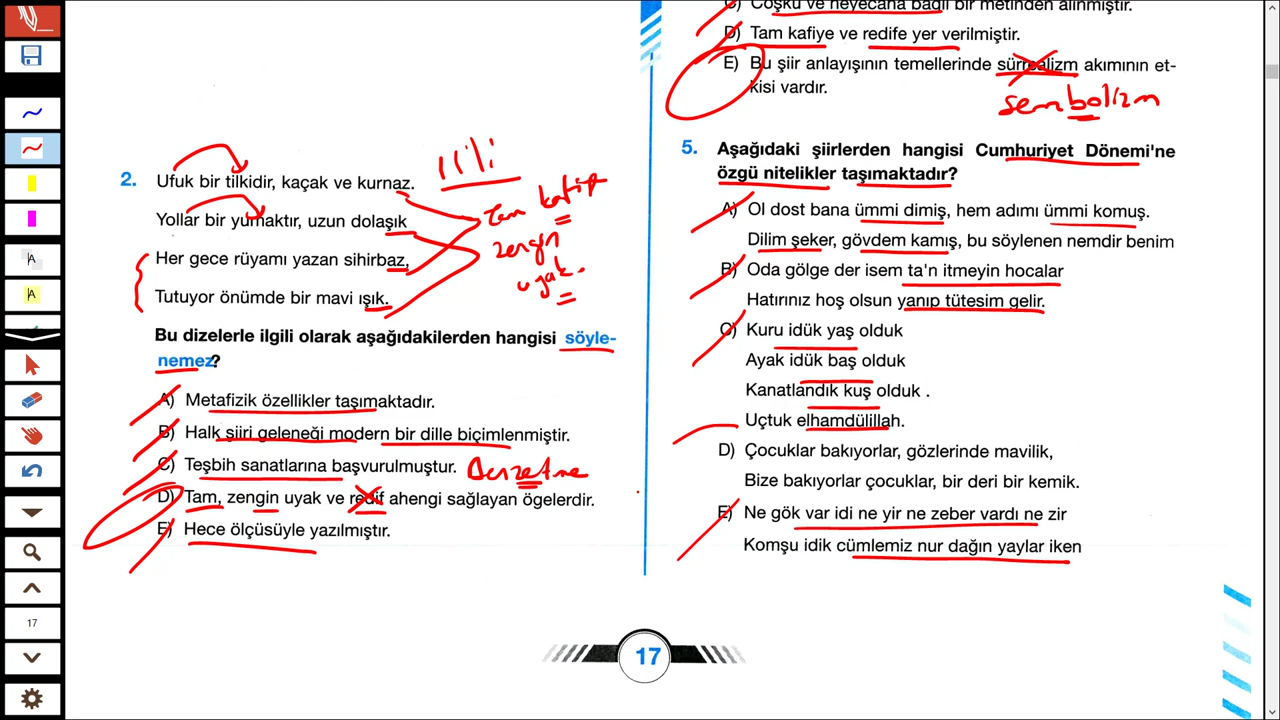 2.
Ufuk bir tilkidir, kaçak ve kurnaz.
Yollar bir yumaktır, uzun dolaşık
Her gece rüyamı yazan sihirbaz,
Tutuyor önümde bir mavi ışık.
11'li
Tam kafiye
zengin
uyak.
Bu dizelerle ilgili olarak aşağıdakilerden hangisi söyle-
nemez?
A) Metafizik özellikler taşımaktadır.
B) Halk şiiri geleneği modern bir dille biçimlenmiştir.
C) Teşbih sanatlarına başvurulmuştur. Benzetme
D) Tam, zengin uyak ve redif ahengi sağlayan ögelerdir.
E) Hece ölçüsüyle yazılmıştır.
C) Coşku ve heyecana bağlı bir metinden alınmıştır.
D) Tam kafiye ve redife yer verilmiştir.
E) Bu şiir anlayışının temellerinde sürrealizm akımının et-
kisi vardır.
sembolizm
5. Aşağıdaki şiirlerden hangisi Cumhuriyet Dönemi'ne
özgü nitelikler taşımaktadır?
A) Ol dost bana ümmi dimiş, hem adımı ümmi komuş.
Dilim şeker, gövdem kamış, bu söylenen nemdir benim
B) Oda gölge der isem ta'n itmeyin hocalar
Hatırınız hoş olsun yanıp tütesim gelir.
C) Kuru idük yaş olduk
Ayak idük baş olduk
Kanatlandık kuş olduk .
Uçtuk elhamdülillah.
D) Çocuklar bakıyorlar, gözlerinde mavilik,
Bize bakıyorlar çocuklar, bir deri bir kemik.
E) Ne gök var idi ne yir ne zeber vardı ne zir
Komşu idik cümlemiz nur dağın yaylar iken
17
A
A
17